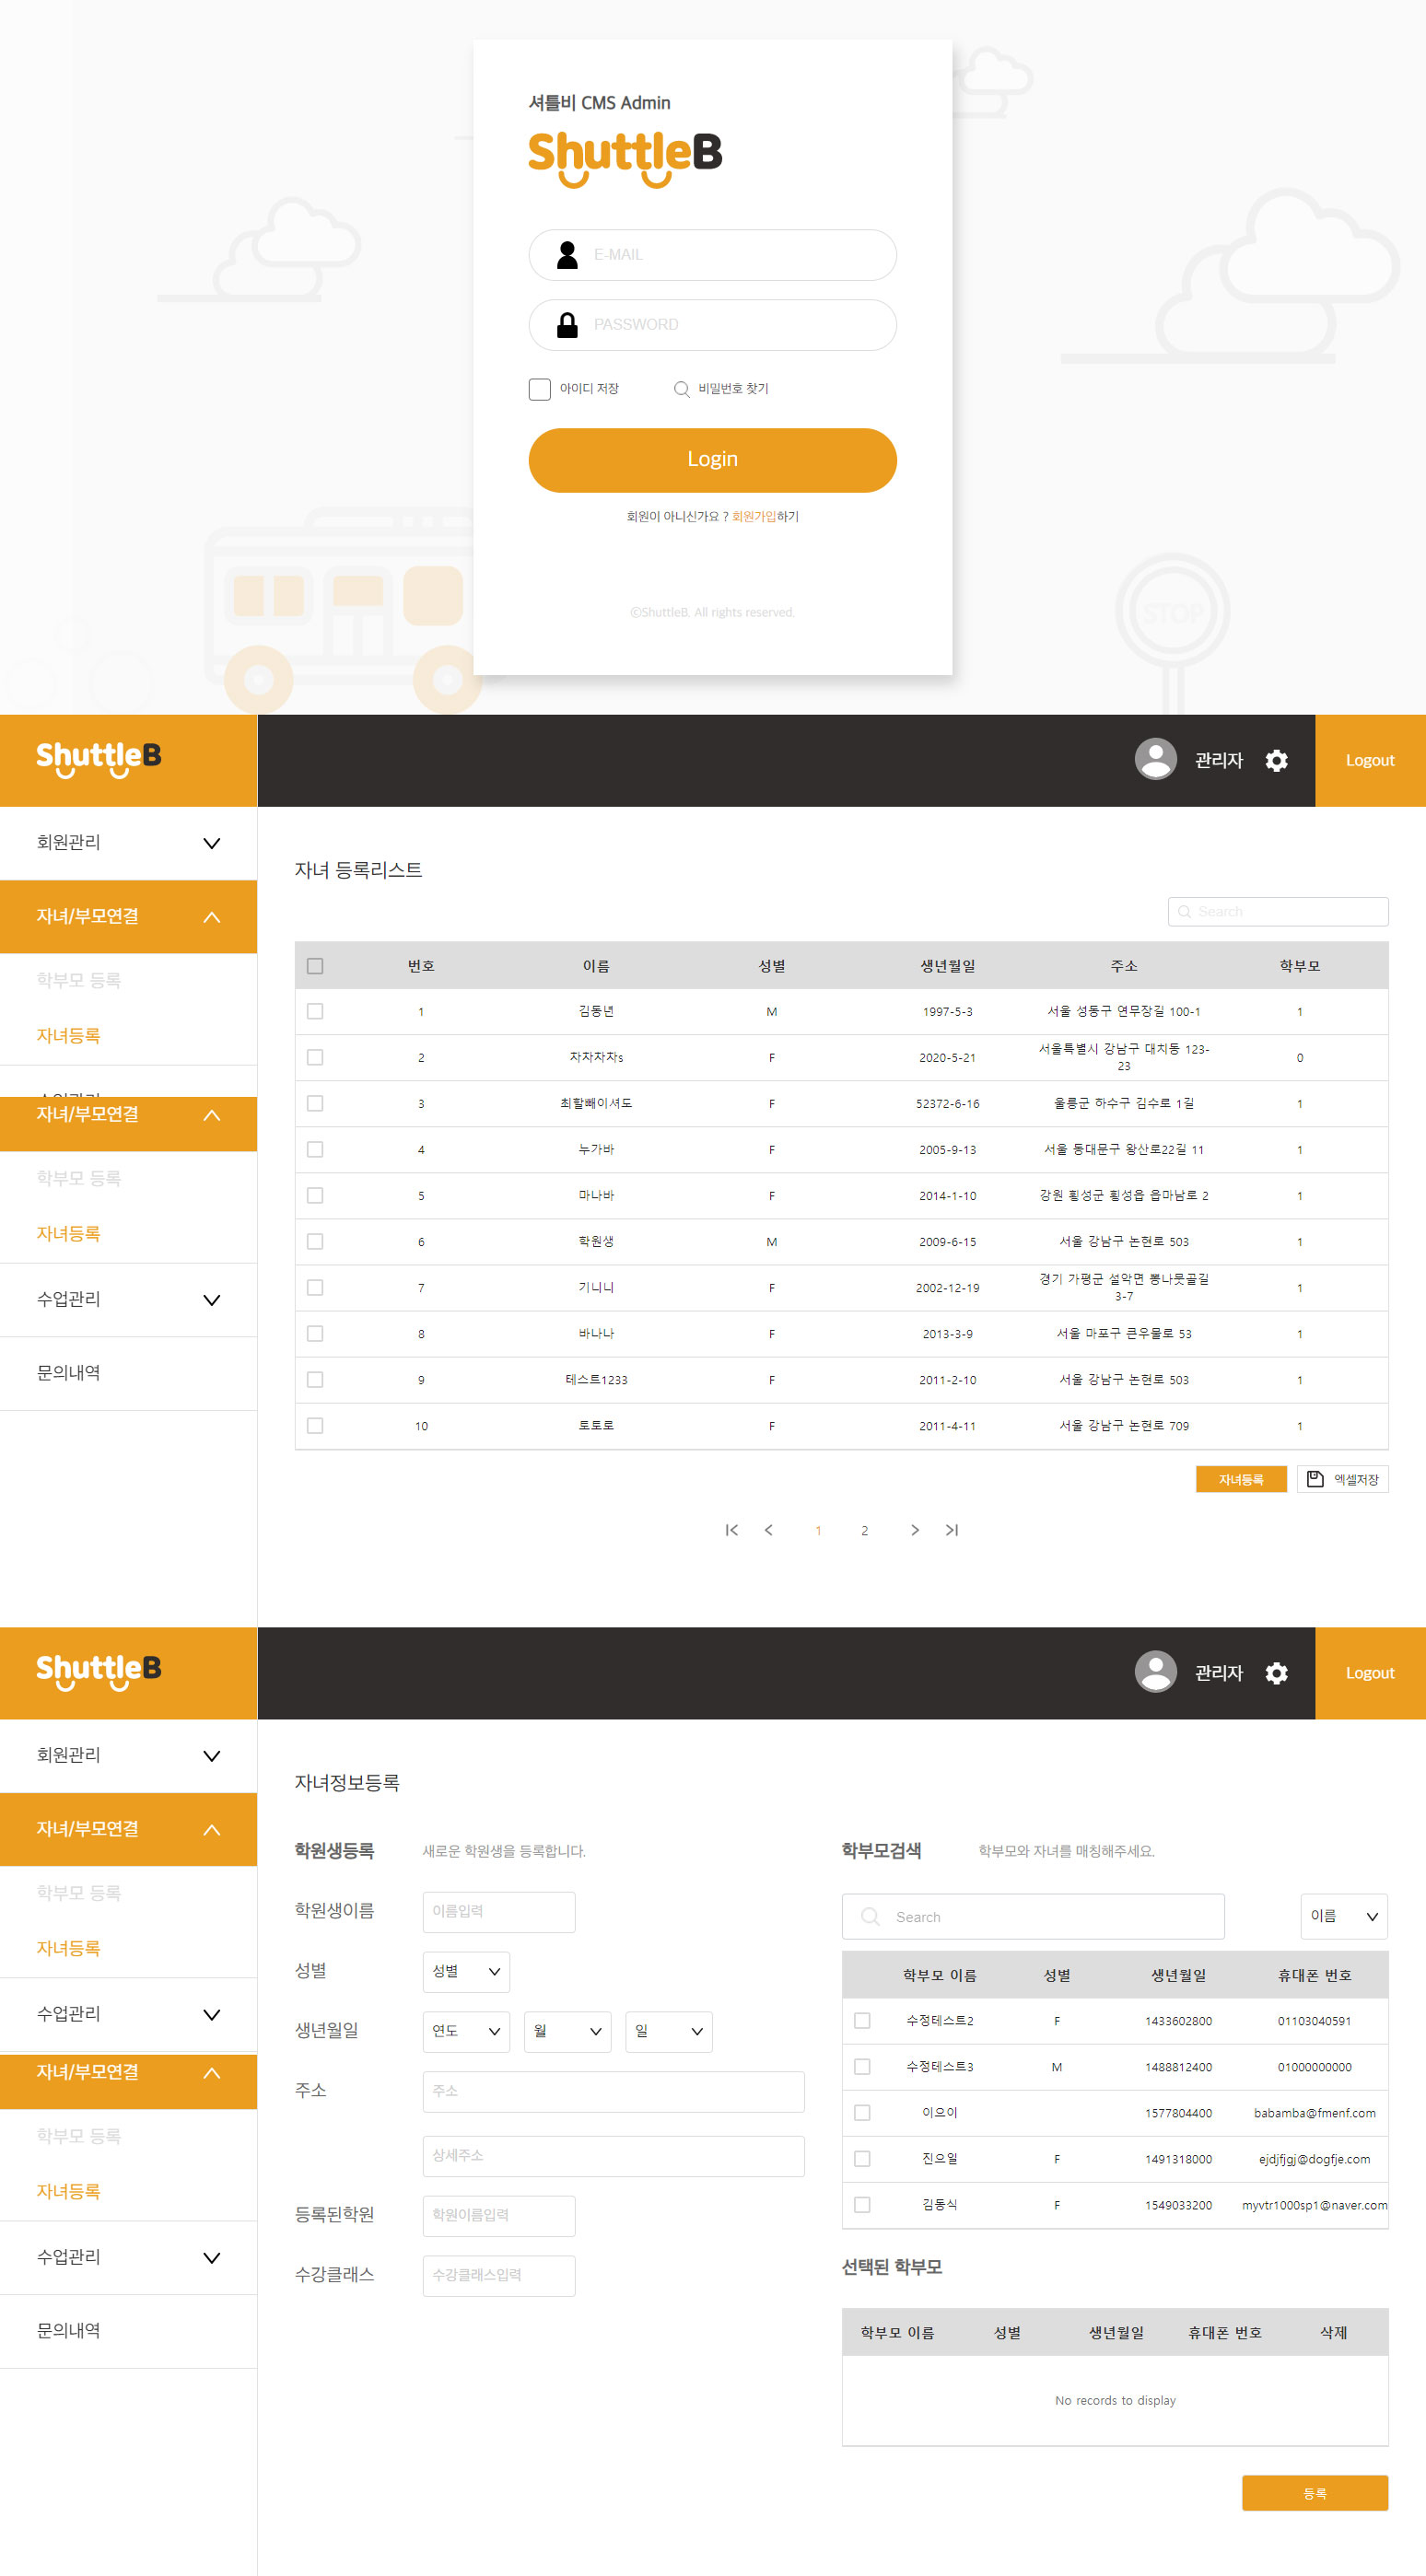 셔틀비 CMS Admin
ShuttleB
E-MAIL
PASSWORD
아이디 저장 비밀번호 찾기
Login
회원이 아니신가요 ? 회원가입하기
©ShuttleB, All rights reserved.
STOP
ShuttleB 관리자 Logout
회원관리
자녀/부모연결
학부모 등록
자녀등록
자녀/부모연결
학부모 등록
자녀등록
수업관리
문의내역
자녀 등록리스트
Search
번호 이름 성별 생년월일 주소 학부모
1 김동년 M 1997-5-3 서울 성동구 연무장길 100-1 1
2 자자자자s F 2020-5-21 서울특별시 강남구 대치동 123-
23 0
3 최할빼이셔도 F 52372-6-16 울릉군 하수구 김수로 1길 1
4 누가바 F 2005-9-13 서울 동대문구 왕산로22길 11 1
5 마나바 F 2014-1-10 강원 횡성군 횡성읍 읍마남로 2 1
6 학원생 M 2009-6-15 서울 강남구 논현로 503 1
7 기니니 F 2002-12-19 경기 가평군 설악면 뽕나뭇골길
3-7 1
8 바나나 F 2013-3-9 서울 마포구 큰우물로 53 1
9 테스트1233 F 2011-2-10 서울 강남구 논현로 503 1
10 토토로 F 2011-4-11 서울 강남구 논현로 709 1
자녀등록 엑셀저장
1 2
ShuttleB 관리자 Logout
회원관리
자녀/부모연결
학부모 등록
자녀등록
수업관리
자녀/부모연결
학부모 등록
자녀등록
수업관리
문의내역
자녀정보등록
학원생등록 새로운 학원생을 등록합니다.
학원생이름 이름입력
성별 성별
생년월일 연도 월 일
주소 주소
상세주소
등록된학원 학원이름입력
수강클래스 수강클래스입력
학부모검색 학부모와 자녀를 매칭해주세요.
Search 이름
학부모 이름 성별 생년월일 휴대폰 번호
수정테스트2 F 1433602800 01103040591
수정테스트3 M 1488812400 01000000000
이으이 1577804400 babamba@fmenf.com
진으일 F 1491318000 ejdjfjgj@dogfje.com
김동식 F 1549033200 myvtr1000sp1@naver.com
선택된 학부모
학부모 이름 성별 생년월일 휴대폰 번호 삭제
No records to display
등록